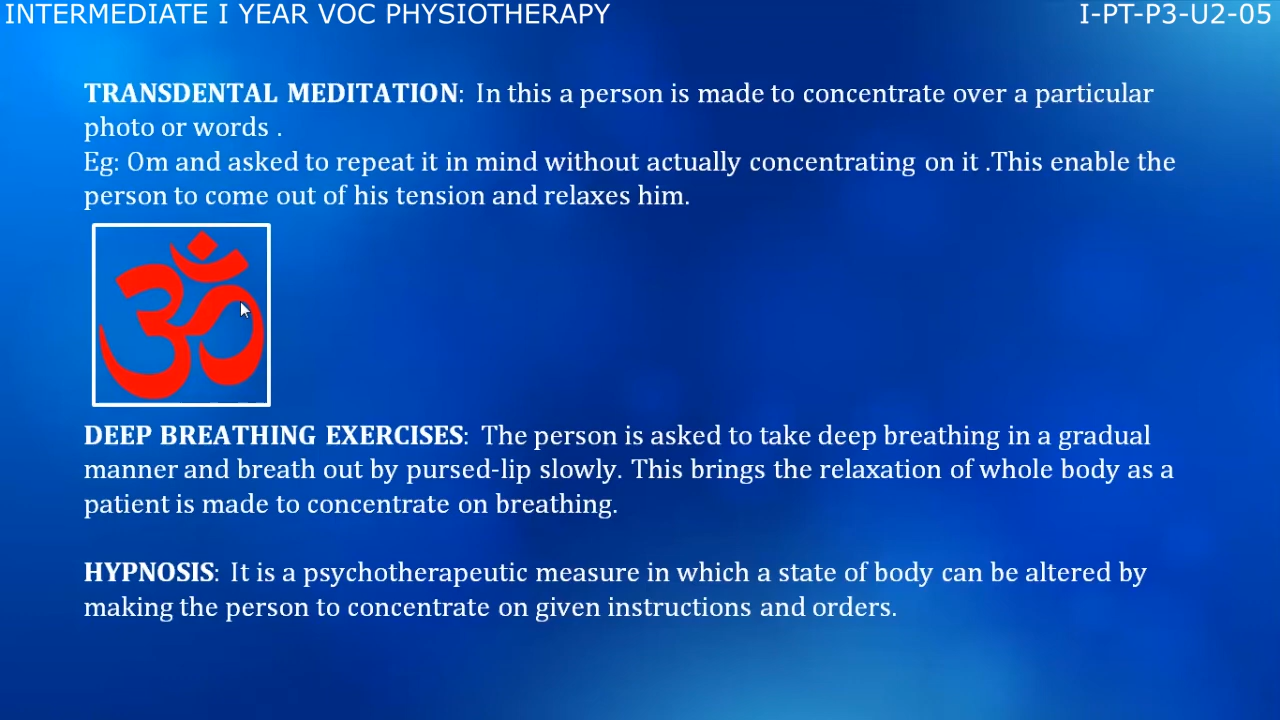 INTERMEDIATE I YEAR VOC PHYSIOTHERAPY I-PT-P3-U2-05
TRANSDENTAL MEDITATION: In this a person is made to concentrate over a particular
photo or words .
Eg: Om and asked to repeat it in mind without actually concentrating on it .This enable the
person to come out of his tension and relaxes him.
ॐ
DEEP BREATHING EXERCISES: The person is asked to take deep breathing in a gradual
manner and breath out by pursed-lip slowly. This brings the relaxation of whole body as a
patient is made to concentrate on breathing.
HYPNOSIS: It is a psychotherapeutic measure in which a state of body can be altered by
making the person to concentrate on given instructions and orders.